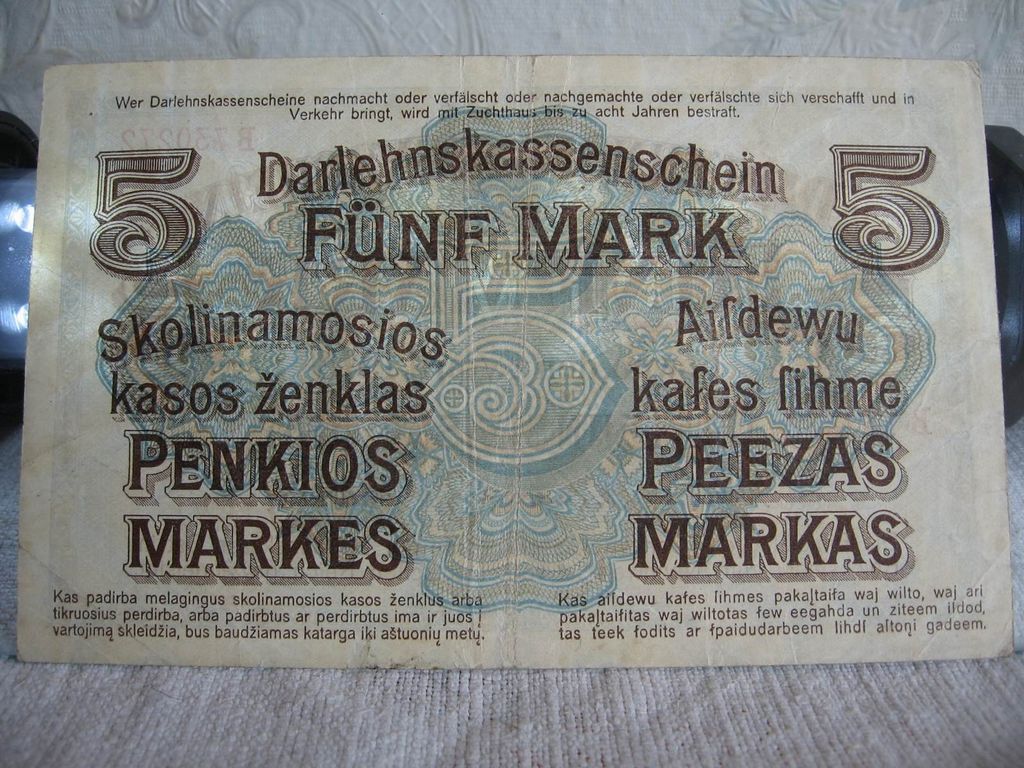 Wer Darlehnskassenscheine nachmacht oder verfälscht oder nachgemachte oder verfälschte sich verschafft und in
Verkehr bringt, wird mit Zuchthaus bis zu acht Jahren bestraft.
5 Darlehnskassenschein 5
FÜNF MARK
Skolinamosios
kasos ženklas
PENKIOS
MARKES
Aiſdewu
kaſes ſihme
PEEZAS
MARKAS
Kas padirba melagingus skolinamosios kasos ženklus arba
tikruosius perdirba, arba padirbtus ar perdirbtus ima ir juos į
vartojimą skleidžia, bus baudžiamas katarga iki aštuonių metų.
Kas aiſdewu kaſes ſihmes pakaļtaiſa waj wilto, waj ari
pakaļtaiſitas waj wiltotas ſew eegahda un ziteem iſdod,
tas teek ſodits ar ſpaidudarbeem lihdſ aſtoņi gadeem.